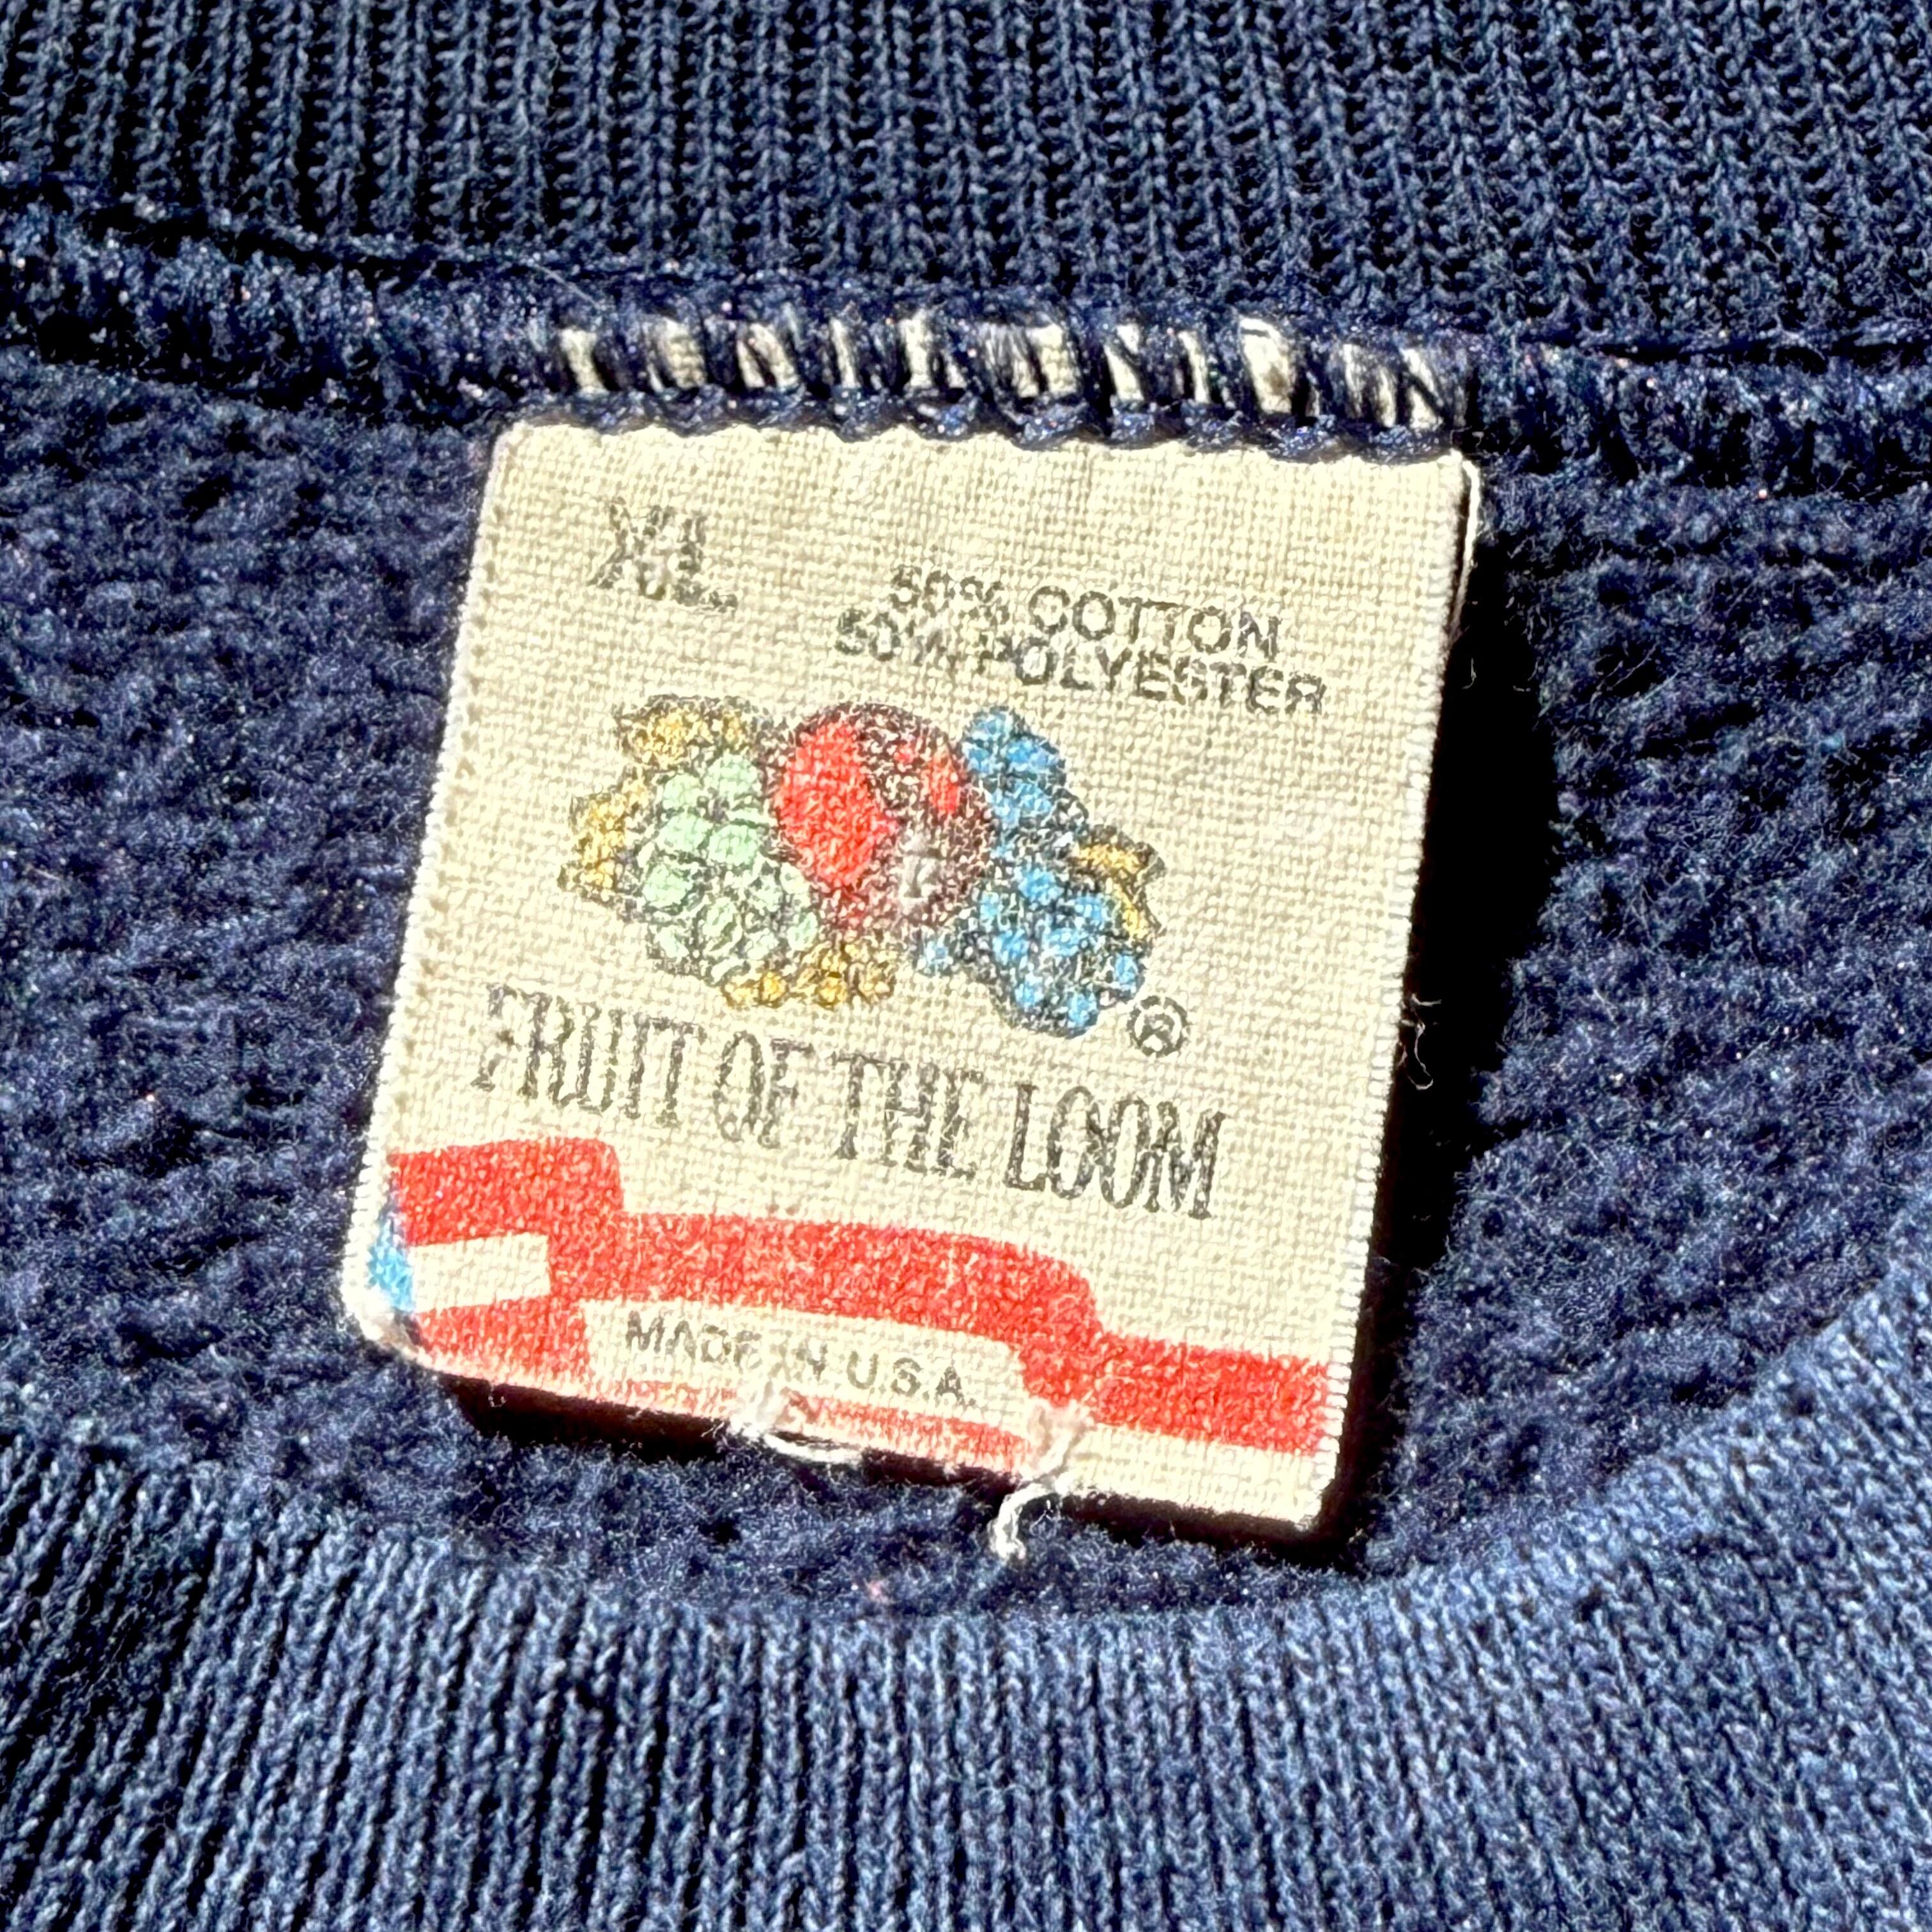 XL
50% COTTON
50% POLYESTER
®
FRUIT OF THE LOOM
MADE IN U.S.A.